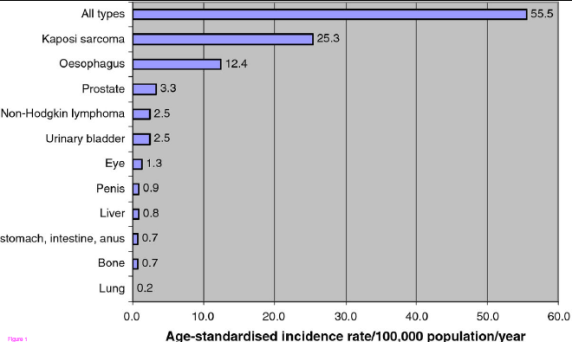 All types 55.5
Kaposi sarcoma 25.3
Oesophagus 12.4
Prostate 3.3
Non-Hodgkin lymphoma 2.5
Urinary bladder 2.5
Eye 1.3
Penis 0.9
Liver 0.8
stomach, intestine, anus 0.7
Bone 0.7
Lung 0.2
0.0 10.0 20.0 30.0 40.0 50.0 60.0
Age-standardised incidence rate/100,000 population/year
Figure 1